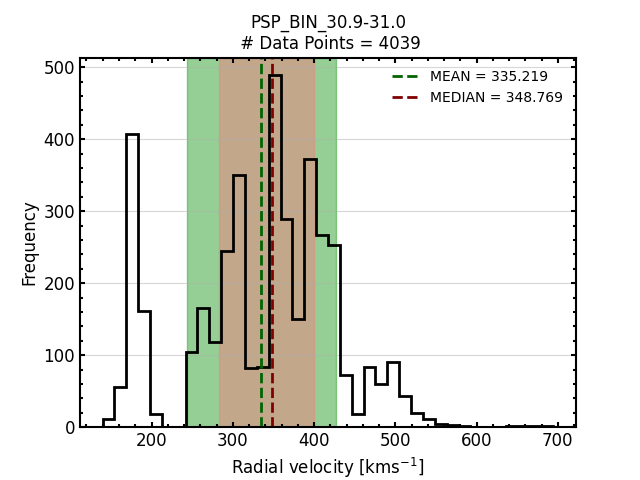 PSP_BIN_30.9-31.0
# Data Points = 4039
MEAN = 335.219
MEDIAN = 348.769
500
400
300
200
100
0
Frequency
200 300 400 500 600 700
Radial velocity [kms⁻¹]